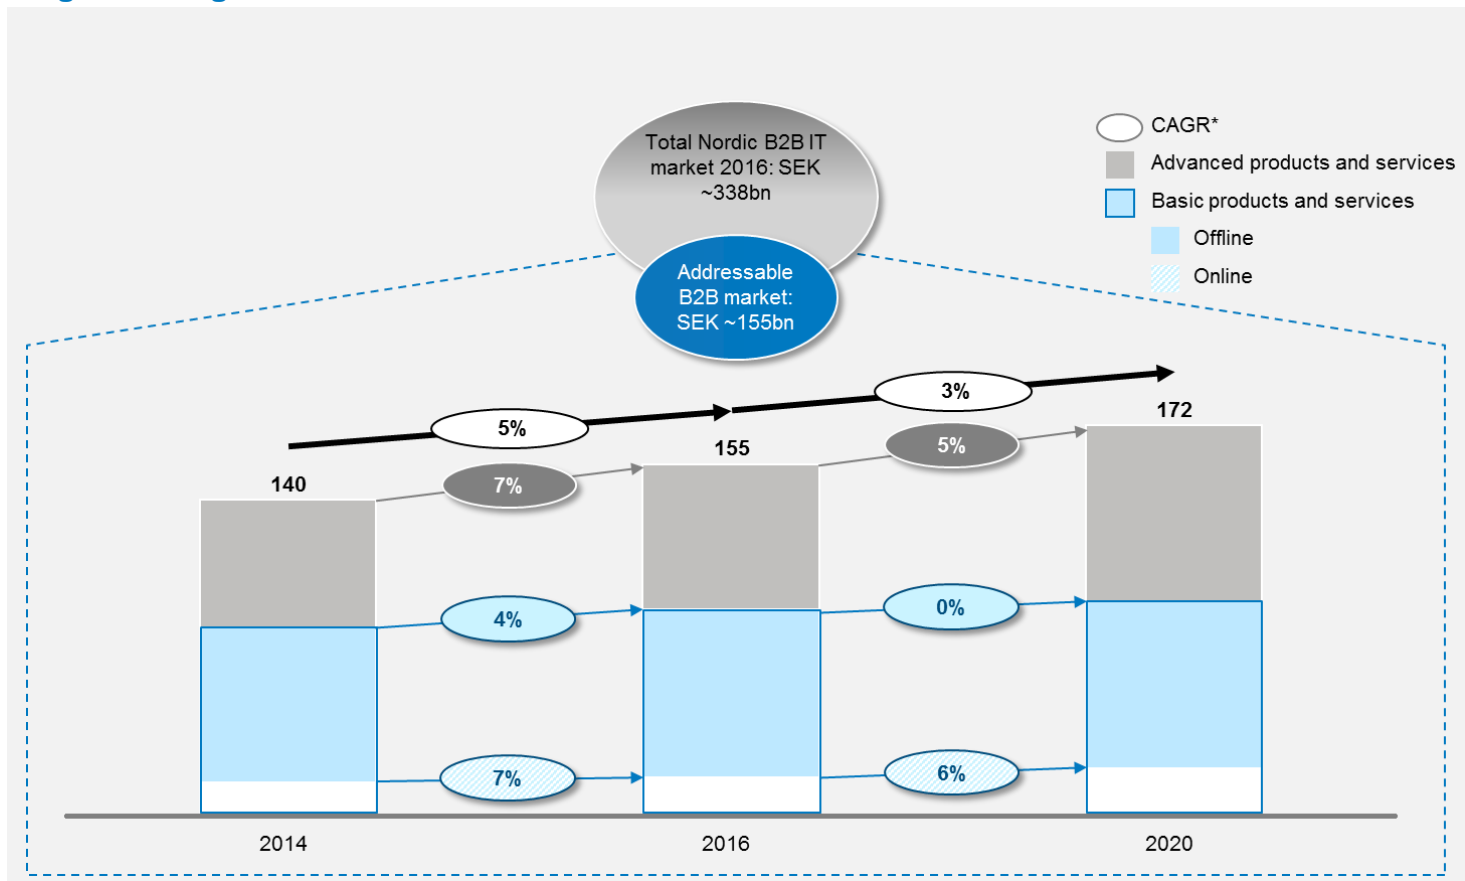 Total Nordic B2B IT
market 2016: SEK
~338bn
Addressable
B2B market:
SEK ~155bn
CAGR*
Advanced products and services
Basic products and services
Offline
Online
3%
172
5%
155
5%
140
7%
4%
0%
7%
6%
2014
2016
2020